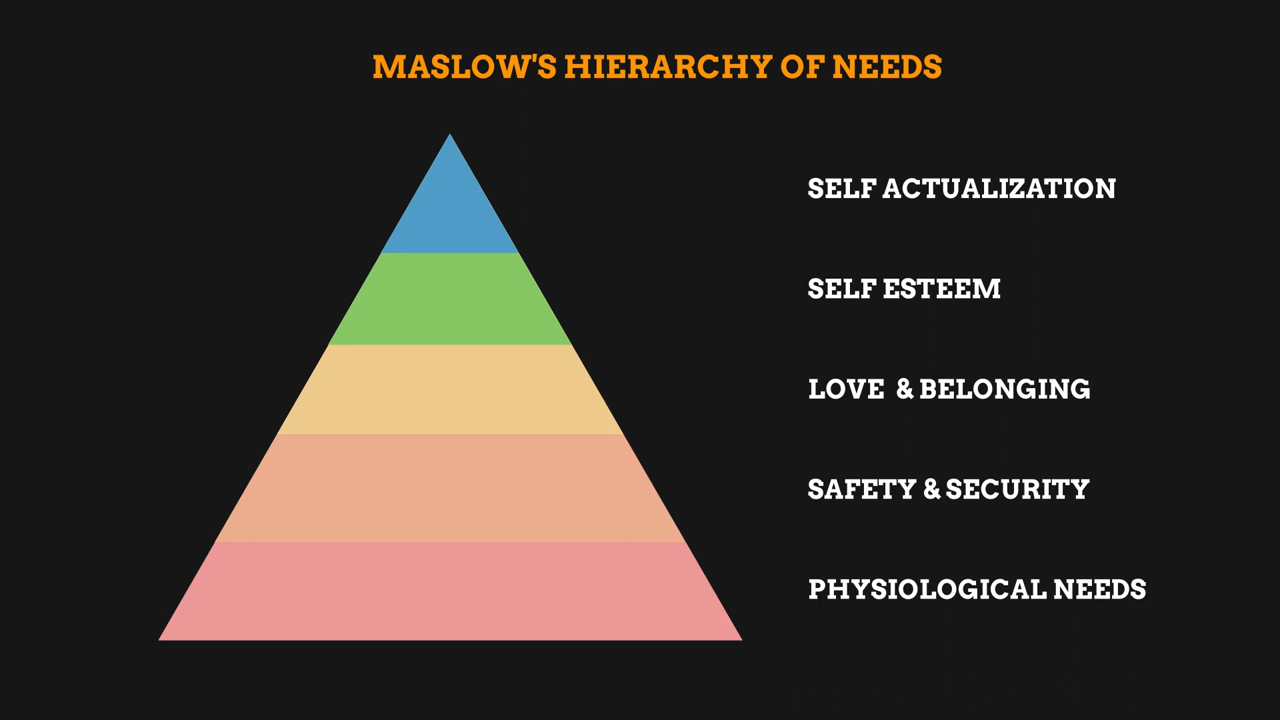 MASLOW'S HIERARCHY OF NEEDS
SELF ACTUALIZATION
SELF ESTEEM
LOVE & BELONGING
SAFETY & SECURITY
PHYSIOLOGICAL NEEDS